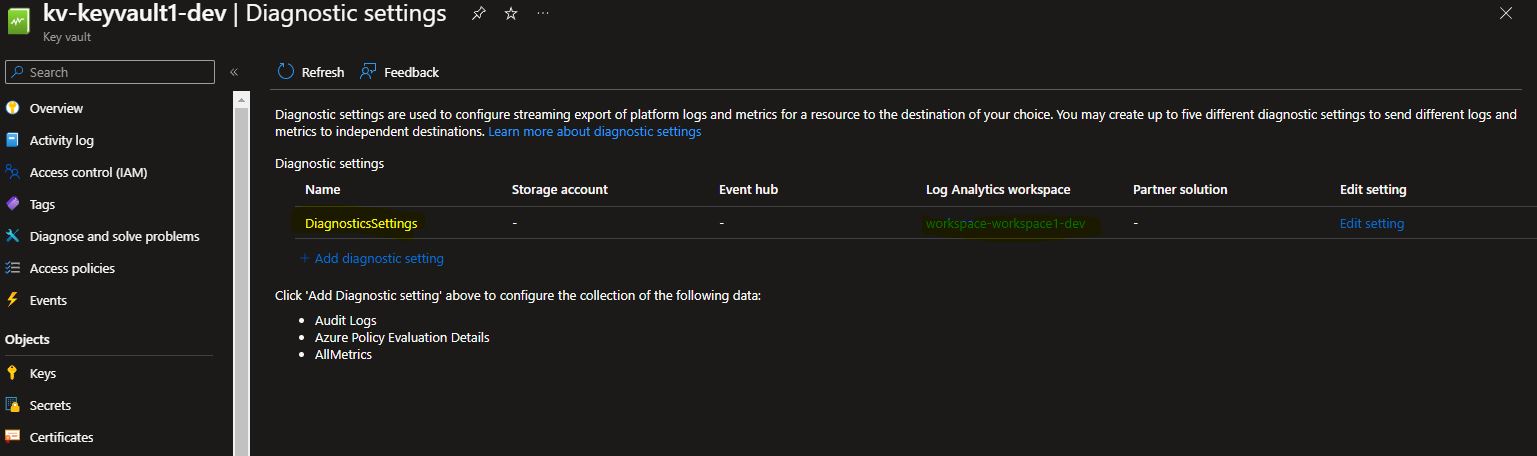 kv-keyvault1-dev | Diagnostic settings
Key vault
Search
Refresh Feedback
Overview
Activity log
Access control (IAM)
Tags
Diagnose and solve problems
Access policies
Events
Objects
Keys
Secrets
Certificates
Diagnostic settings are used to configure streaming export of platform logs and metrics for a resource to the destination of your choice. You may create up to five different diagnostic settings to send different logs and
metrics to independent destinations. Learn more about diagnostic settings
Diagnostic settings
Name Storage account Event hub Log Analytics workspace Partner solution Edit setting
DiagnosticsSettings - - workspace-workspace1-dev - Edit setting
+ Add diagnostic setting
Click 'Add Diagnostic setting' above to configure the collection of the following data:
• Audit Logs
• Azure Policy Evaluation Details
• AllMetrics